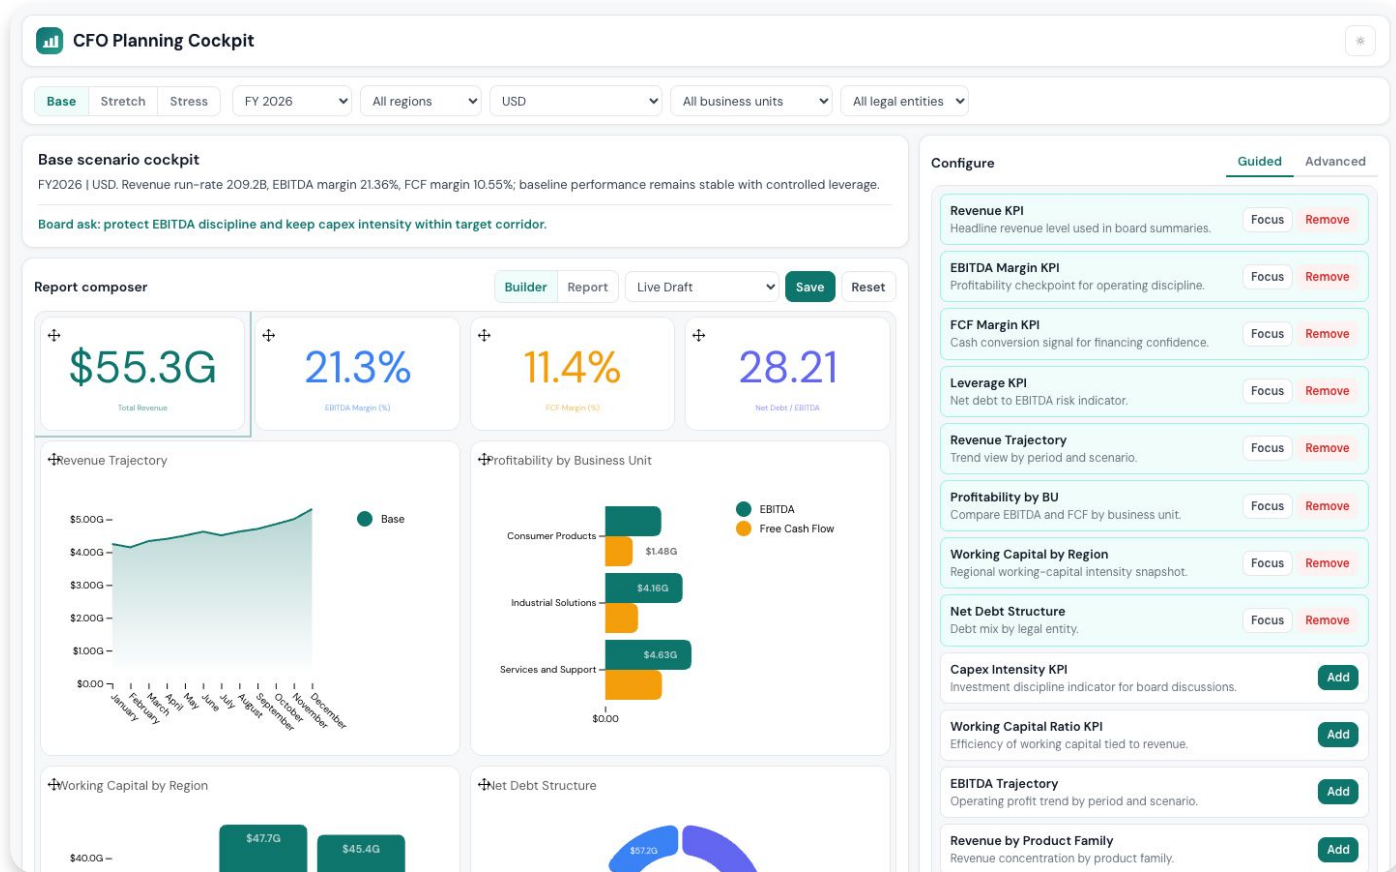 CFO Planning Cockpit
Base Stretch Stress FY 2026 All regions USD All business units All legal entities
Base scenario cockpit
FY2026 | USD. Revenue run-rate 209.2B, EBITDA margin 21.36%, FCF margin 10.55%; baseline performance remains stable with controlled leverage.
Board ask: protect EBITDA discipline and keep capex intensity within target corridor.
Report composer
Builder Report Live Draft Save Reset
$55.3G
Total Revenue
21.3%
EBITDA Margin (%)
11.4%
FCF Margin (%)
28.21
Net Debt / EBITDA
Revenue Trajectory
$5.00G
$4.00G
$3.00G
$2.00G
$1.00G
$0.00
January
February
March
April
May
June
July
August
September
October
November
December
Base
Profitability by Business Unit
EBITDA
Free Cash Flow
Consumer Products
$1.48G
Industrial Solutions
$4.16G
Services and Support
$4.63G
$0.00
Working Capital by Region
$40.0G
$47.7G
$45.4G
Net Debt Structure
$57.2G
Configure
Guided Advanced
Revenue KPI
Headline revenue level used in board summaries.
Focus Remove
EBITDA Margin KPI
Profitability checkpoint for operating discipline.
Focus Remove
FCF Margin KPI
Cash conversion signal for financing confidence.
Focus Remove
Leverage KPI
Net debt to EBITDA risk indicator.
Focus Remove
Revenue Trajectory
Trend view by period and scenario.
Focus Remove
Profitability by BU
Compare EBITDA and FCF by business unit.
Focus Remove
Working Capital by Region
Regional working-capital intensity snapshot.
Focus Remove
Net Debt Structure
Debt mix by legal entity.
Focus Remove
Capex Intensity KPI
Investment discipline indicator for board discussions.
Add
Working Capital Ratio KPI
Efficiency of working capital tied to revenue.
Add
EBITDA Trajectory
Operating profit trend by period and scenario.
Add
Revenue by Product Family
Revenue concentration by product family.
Add